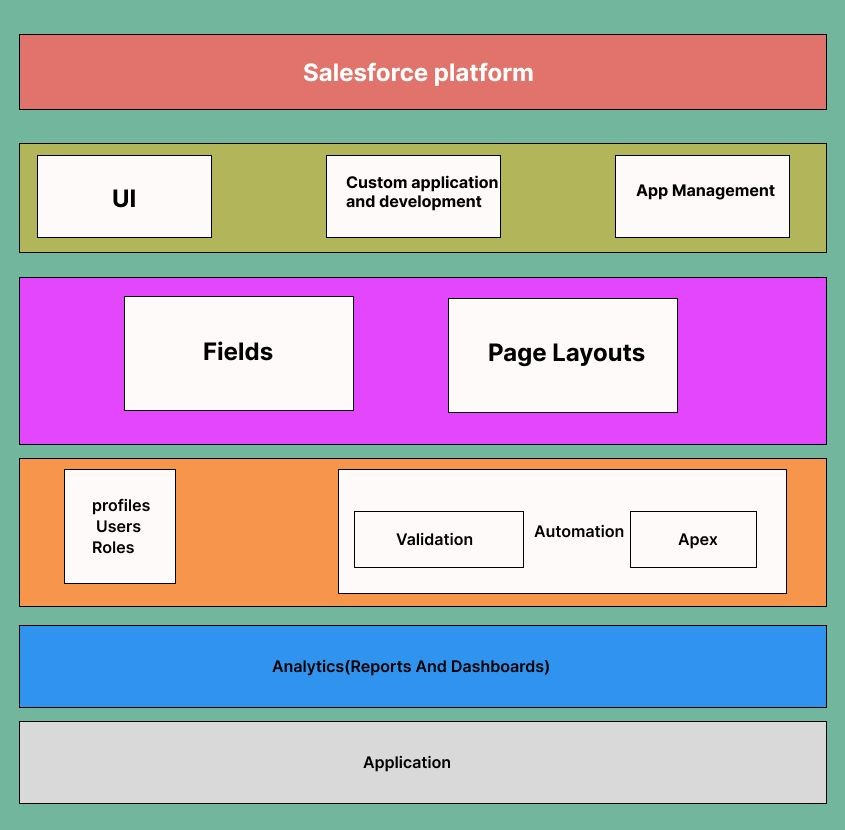 Salesforce platform
UI
Custom application
and development
App Management
Fields
Page Layouts
profiles
Users
Roles
Validation
Automation
Apex
Analytics(Reports And Dashboards)
Application